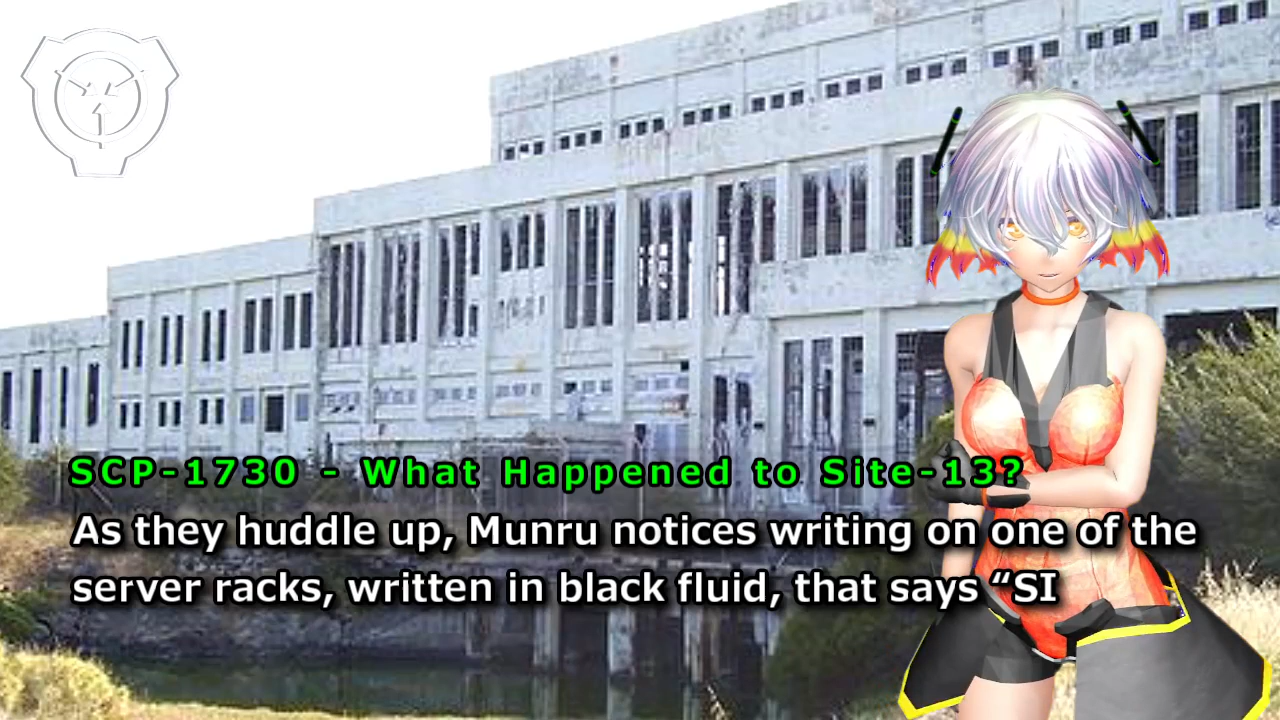 SCP-1730 - What Happened to Site-13?
As they huddle up, Munru notices writing on one of the
server racks, written in black fluid, that says “SI